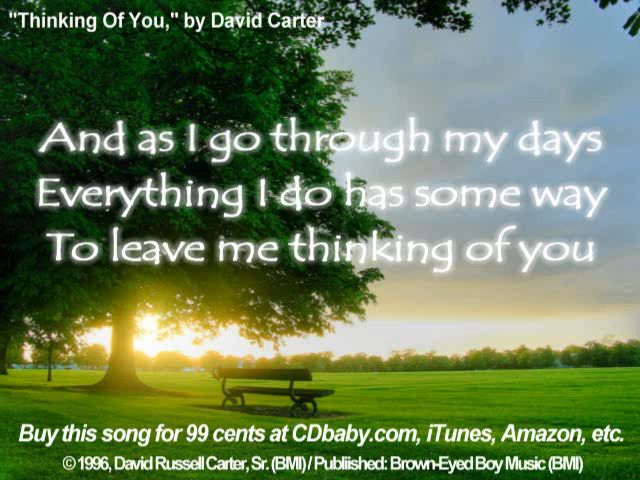 "Thinking Of You," by David Carter
And as I go through my days
Everything I do has some way
To leave me thinking of you
Buy this song for 99 cents at CDbaby.com, iTunes, Amazon, etc.
© 1996, David Russell Carter, Sr. (BMI) / Publiished: Brown-Eyed Boy Music (BMI)